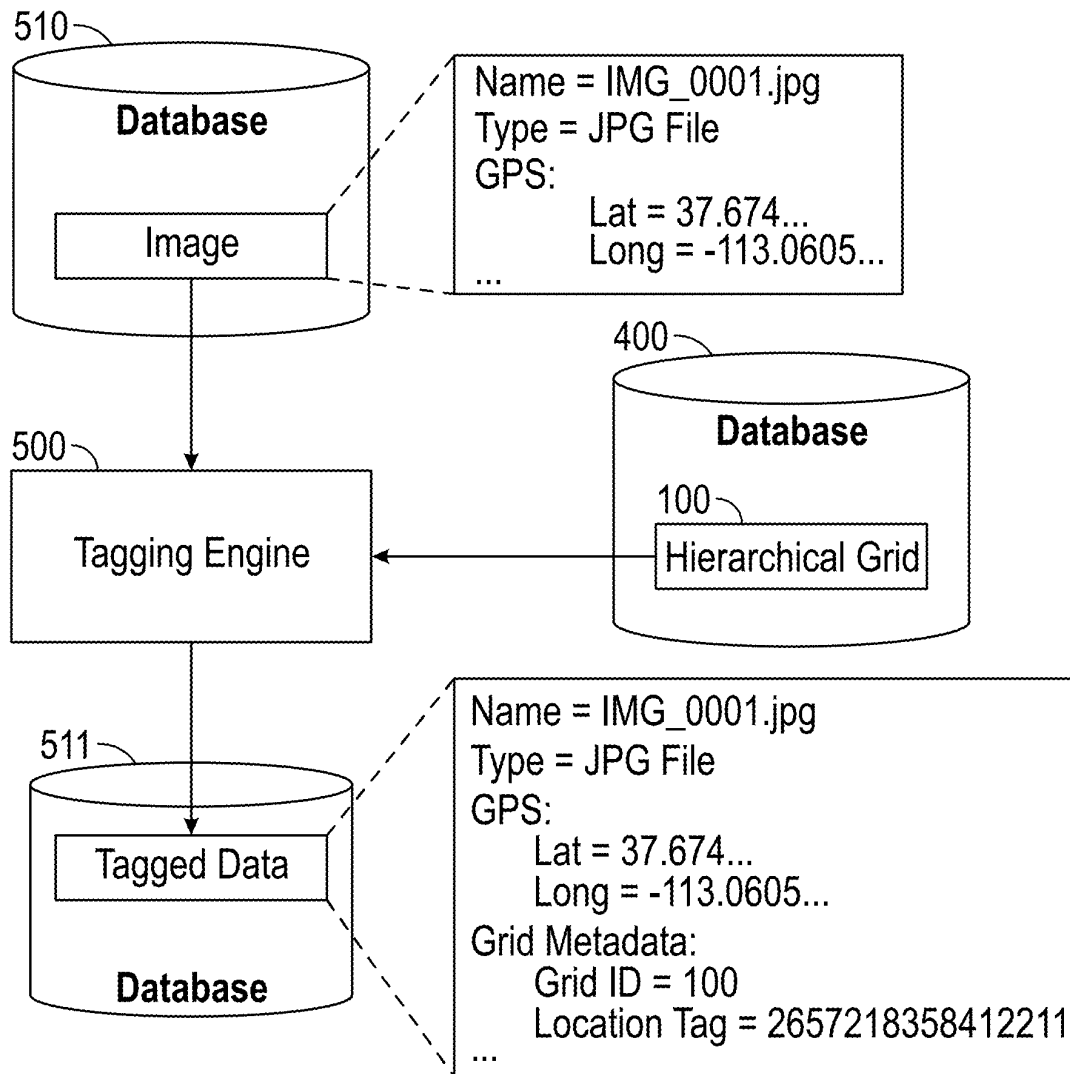 510
Database
Image
Name = IMG_0001.jpg
Type = JPG File
GPS:
Lat = 37.674...
Long = -113.0605...
...
400
Database
100
Hierarchical Grid
500
Tagging Engine
511
Tagged Data
Database
Name = IMG_0001.jpg
Type = JPG File
GPS:
Lat = 37.674...
Long = -113.0605...
Grid Metadata:
Grid ID = 100
Location Tag = 2657218358412211
...